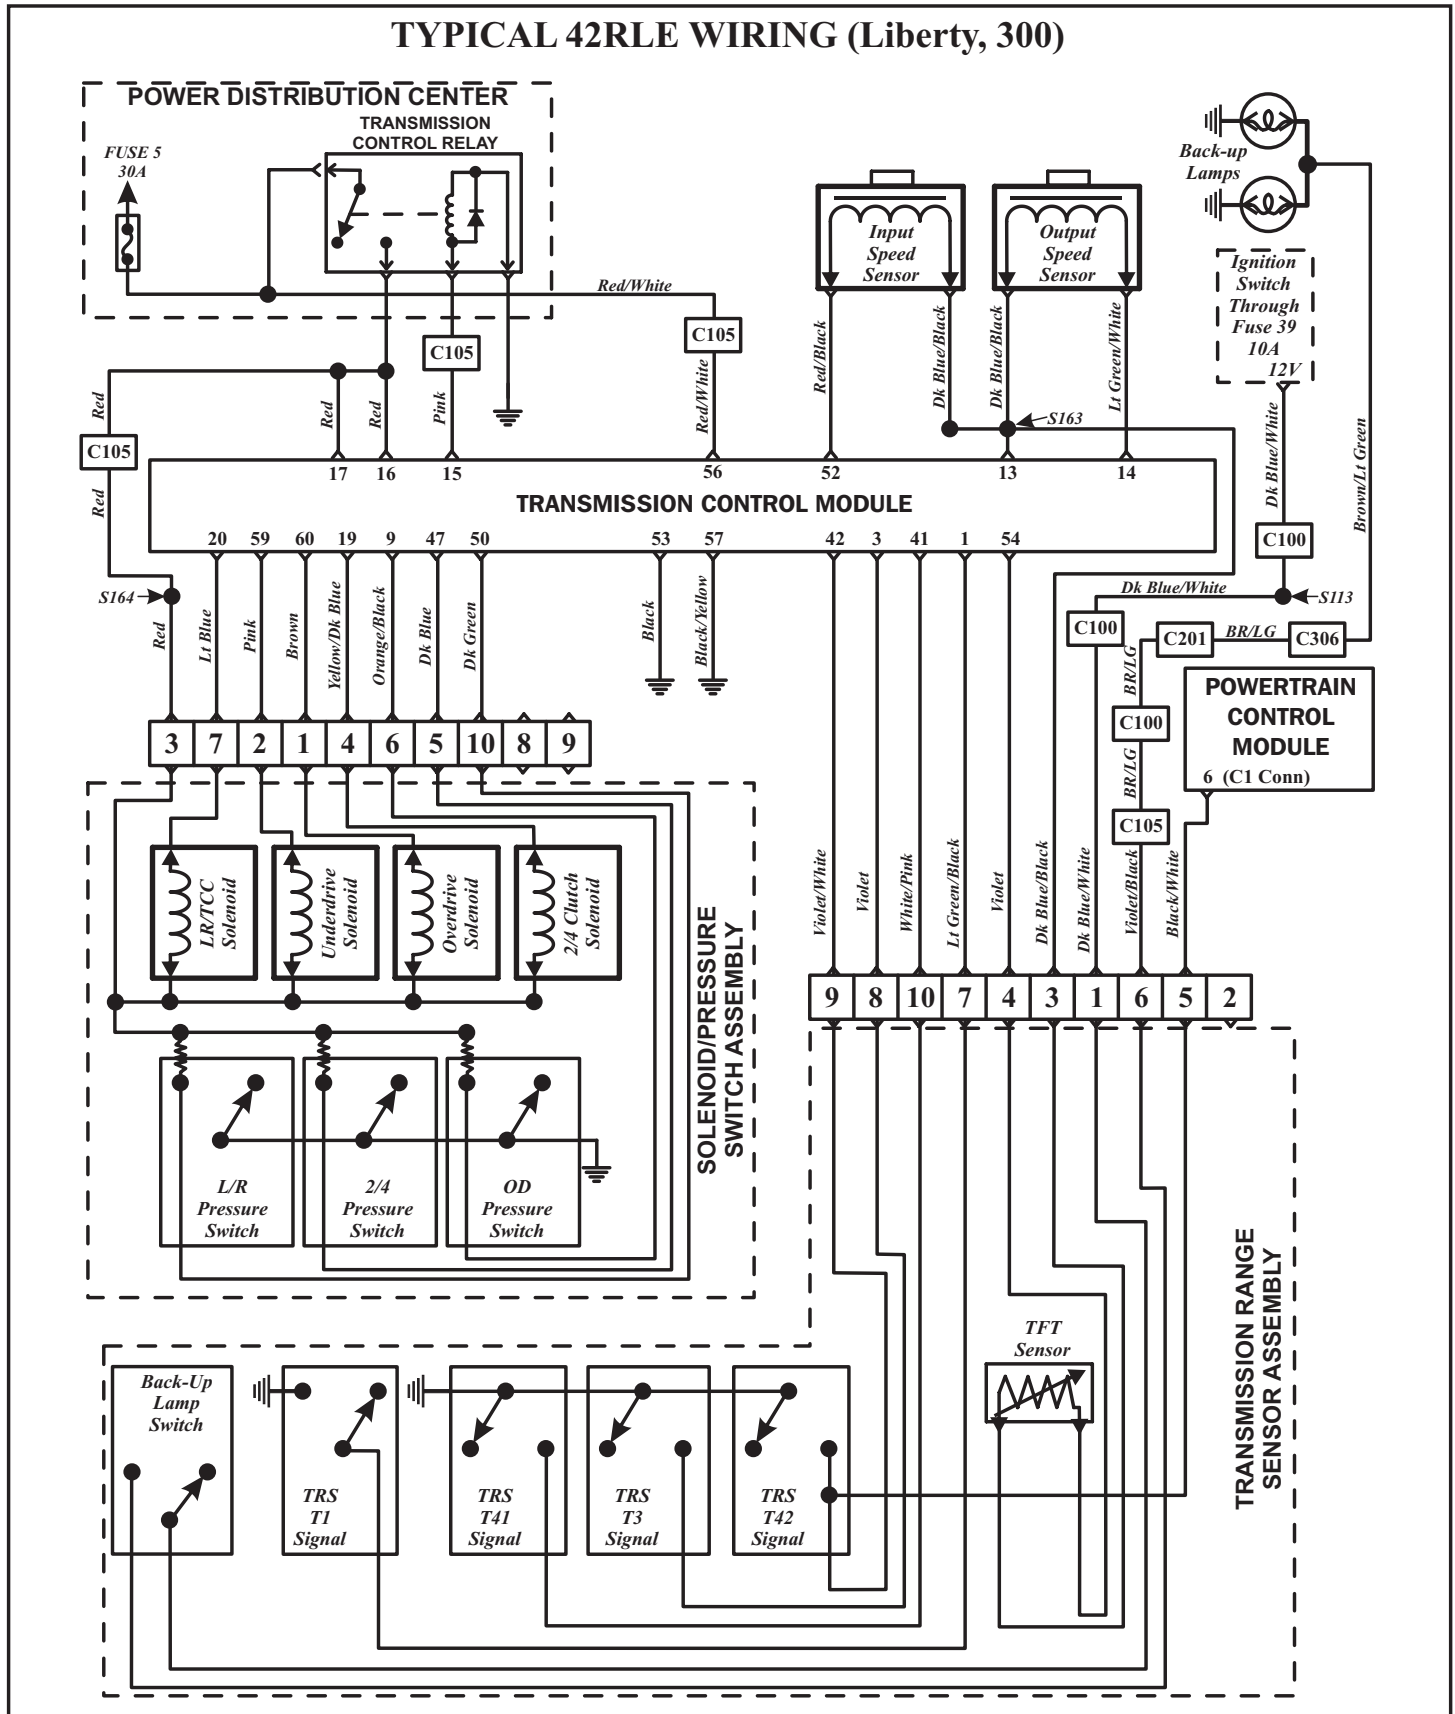 TYPICAL 42RLE WIRING (Liberty, 300)
POWER DISTRIBUTION CENTER
TRANSMISSION
CONTROL RELAY
FUSE 5
30A
Back-up
Lamps
Input
Speed
Sensor
Output
Speed
Sensor
Ignition
Switch
Through
Fuse 39
10A
12V
Red/White
C105
C105
Red
C105
Red
Red
Red
Pink
Red/White
Red/Black
Dk Blue/Black
Dk Blue/Black
Lt Green/White
S163
Dk Blue/White
Brown/Lt Green
17
16
15
56
52
13
14
TRANSMISSION CONTROL MODULE
20
59
60
19
9
47
50
53
57
42
3
41
1
54
C100
S164
Red
Lt Blue
Pink
Brown
Yellow/Dk Blue
Orange/Black
Dk Blue
Dk Green
Black
Black/Yellow
Dk Blue/White
S113
C100
C201
BR/LG
C306
BR/LG
C100
BR/LG
C105
POWERTRAIN
CONTROL
MODULE
6 (C1 Conn)
3
7
2
1
4
6
5
10
8
9
LR/TCC
Solenoid
Underdrive
Solenoid
Overdrive
Solenoid
2/4 Clutch
Solenoid
SOLENOID/PRESSURE
SWITCH ASSEMBLY
Violet/White
Violet
White/Pink
Lt Green/Black
Violet
Dk Blue/Black
Dk Blue/White
Violet/Black
Black/White
9
8
10
7
4
3
1
6
5
2
L/R
Pressure
Switch
2/4
Pressure
Switch
OD
Pressure
Switch
TRANSMISSION RANGE
SENSOR ASSEMBLY
TFT
Sensor
Back-Up
Lamp
Switch
TRS
T1
Signal
TRS
T41
Signal
TRS
T3
Signal
TRS
T42
Signal